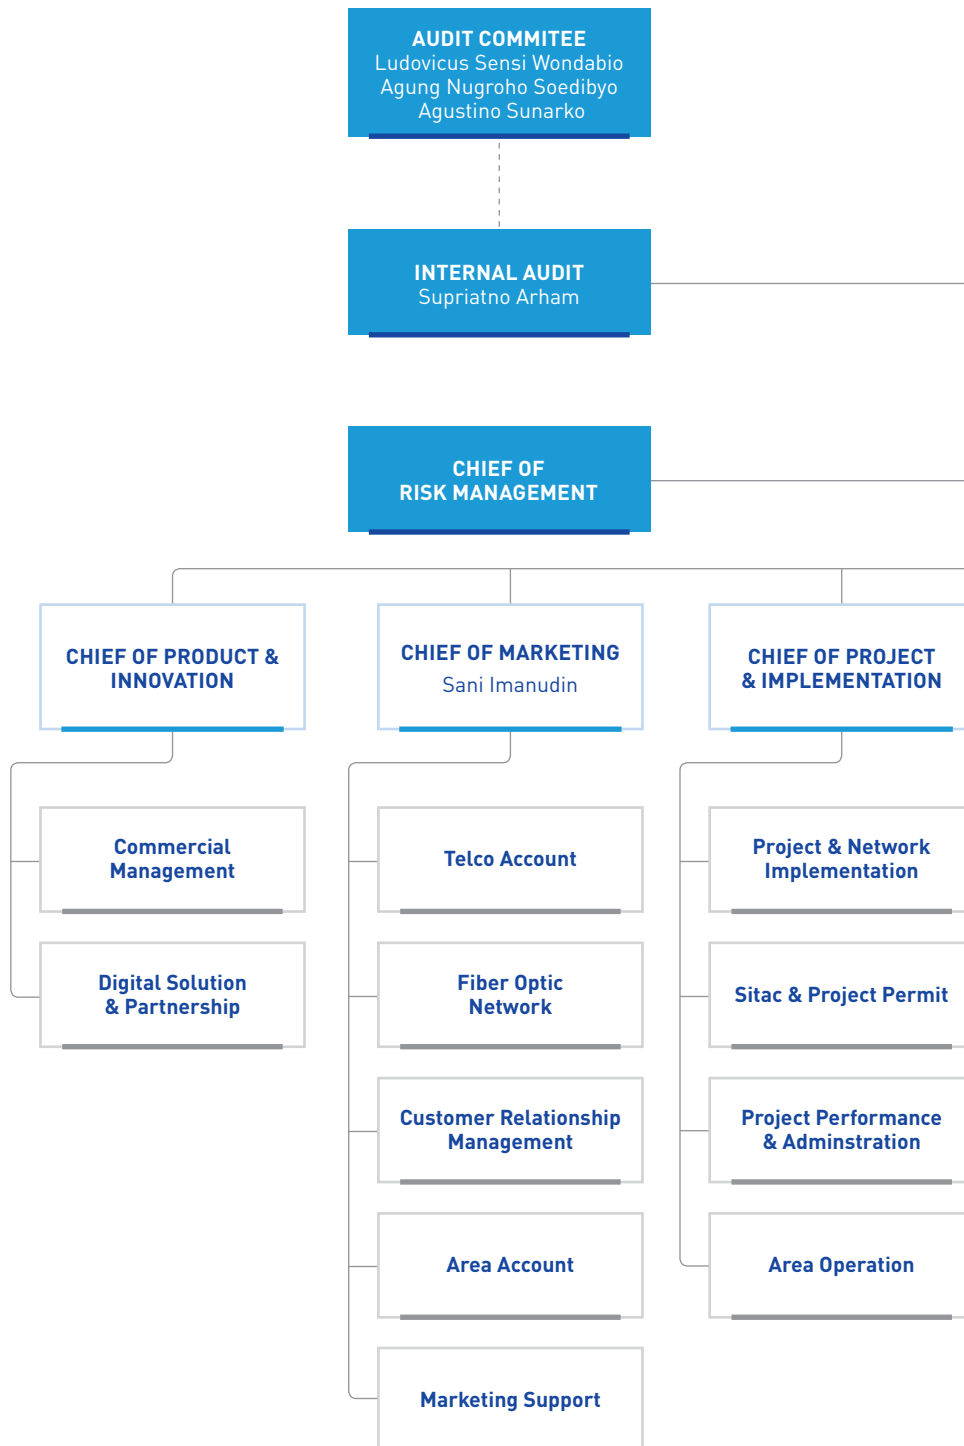 AUDIT COMMITEE
Ludovicus Sensi Wondabio
Agung Nugroho Soedibyo
Agustino Sunarko
INTERNAL AUDIT
Supriatno Arham
CHIEF OF
RISK MANAGEMENT
CHIEF OF PRODUCT &
INNOVATION
Commercial
Management
Digital Solution
& Partnership
CHIEF OF MARKETING
Sani Imanudin
Telco Account
Fiber Optic
Network
Customer Relationship
Management
Area Account
Marketing Support
CHIEF OF PROJECT
& IMPLEMENTATION
Project & Network
Implementation
Sitac & Project Permit
Project Performance
& Adminstration
Area Operation